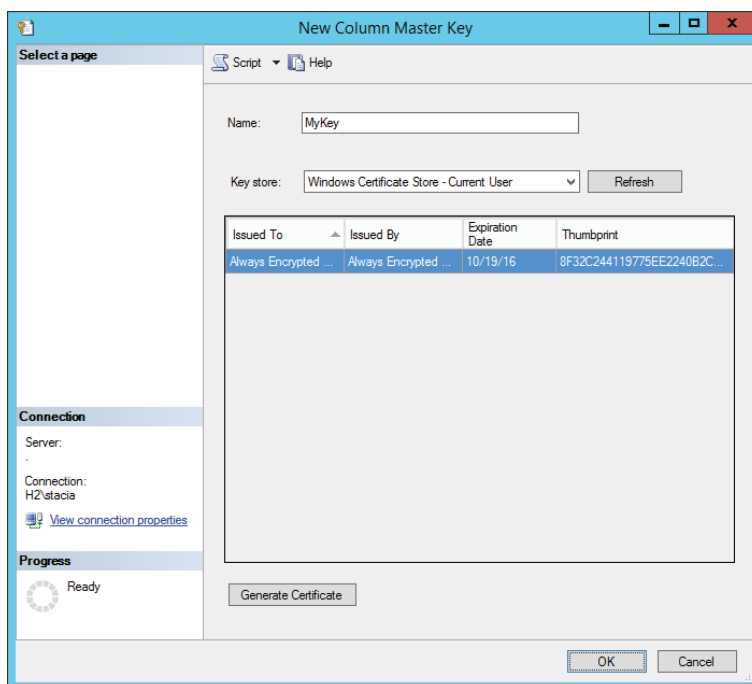 New Column Master Key
Select a page
Script Help
Name: MyKey
Key store: Windows Certificate Store - Current User Refresh
Issued To Issued By Expiration Date Thumbprint
Always Encrypted ... Always Encrypted ... 10/19/16 8F32C244119775EE2240B2C...
Connection
Server:
.
Connection:
H2\stacia
View connection properties
Progress
Ready
Generate Certificate
OK Cancel